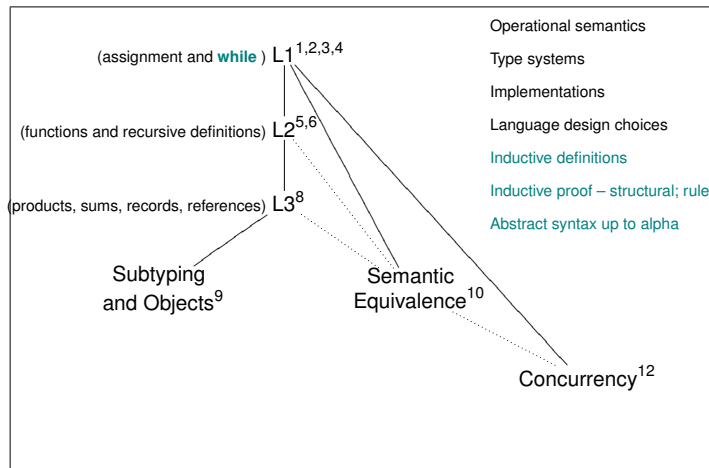 (assignment and while ) L1 1,2,3,4
(functions and recursive definitions) L2 5,6
(products, sums, records, references) L3 8
Subtyping
and Objects 9
Semantic
Equivalence 10
Concurrency 12
Operational semantics
Type systems
Implementations
Language design choices
Inductive definitions
Inductive proof – structural; rule
Abstract syntax up to alpha